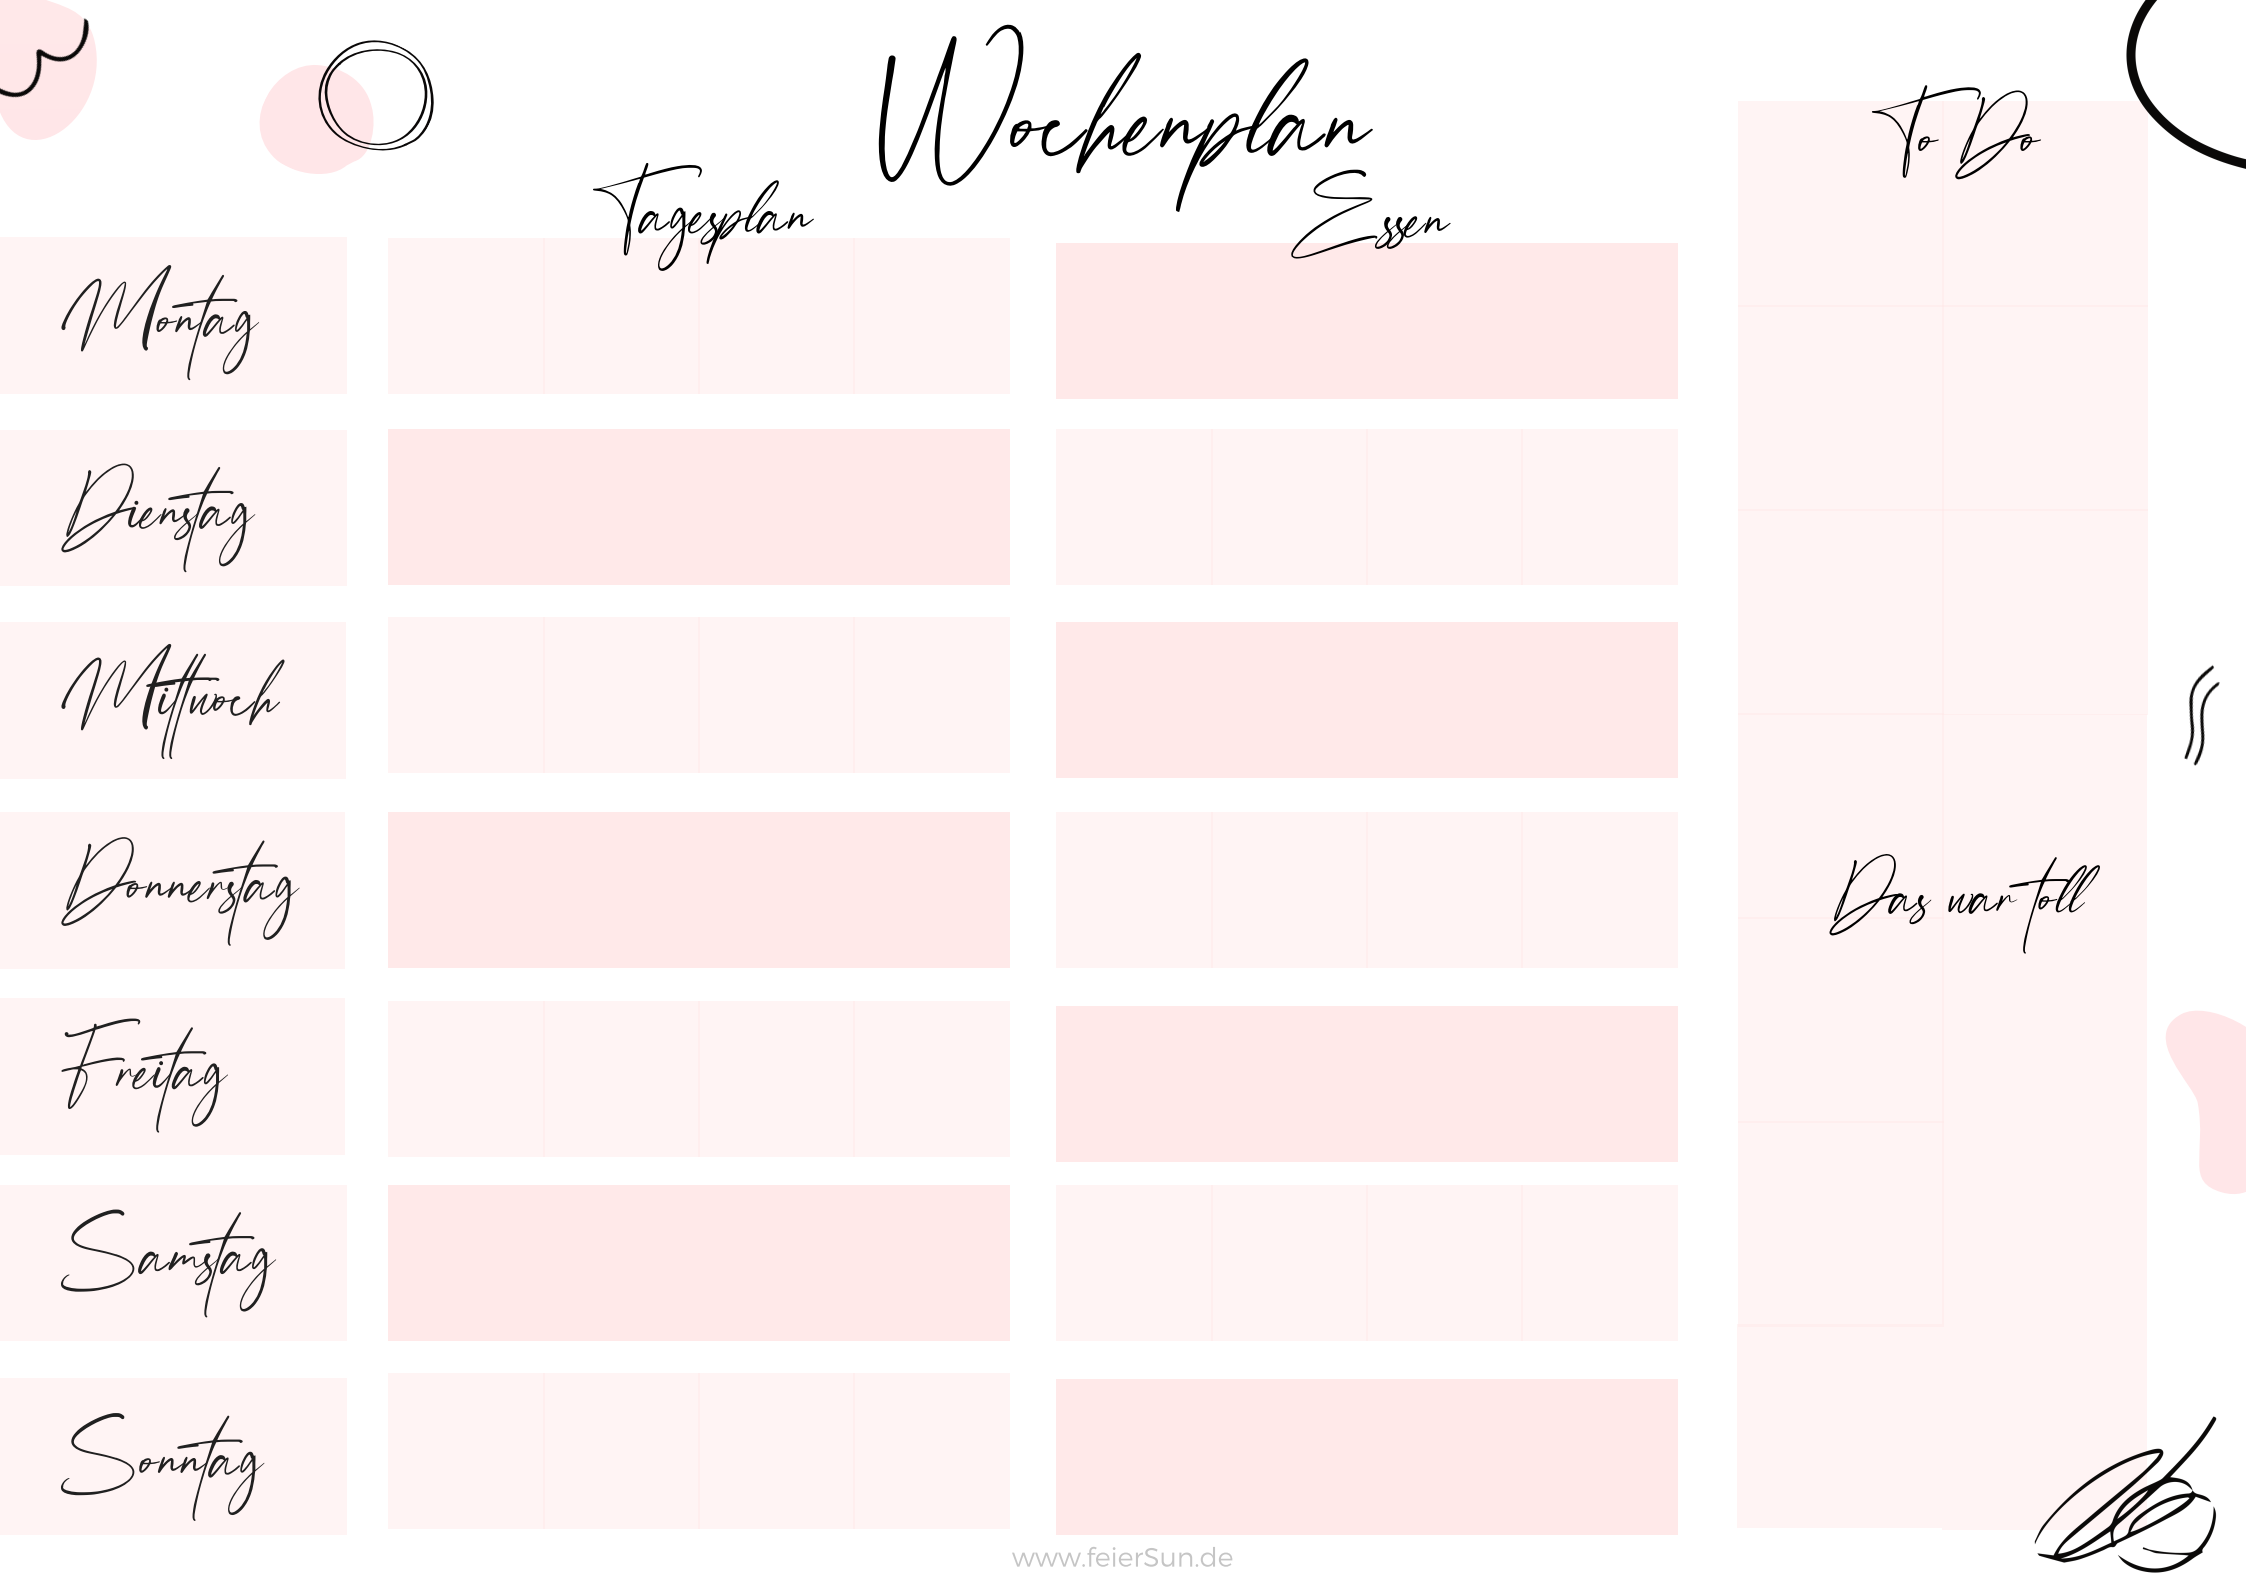 Wochenplan
To Do
Tagesplan
Essen
Montag
Dienstag
Mittwoch
Donnerstag
Das war toll
Freitag
Samstag
Sonntag
www.feierSun.de